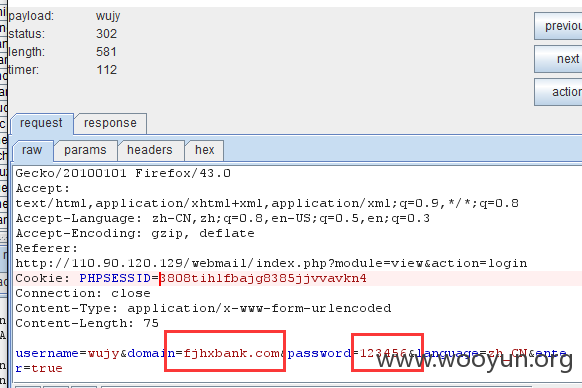 payload: wujy
status: 302
length: 581
timer: 112
previou
next
action
request response
raw params headers hex
Gecko/20100101 Firefox/43.0
Accept:
text/html,application/xhtml+xml,application/xml;q=0.9,*/*;q=0.8
Accept-Language: zh-CN,zh;q=0.8,en-US;q=0.5,en;q=0.3
Accept-Encoding: gzip, deflate
Referer:
http://110.90.120.129/webmail/index.php?module=view&action=login
Cookie: PHPSESSID=3808tihlfbajg8385jjvvavkn4
Connection: close
Content-Type: application/x-www-form-urlencoded
Content-Length: 75
username=wujy&domain=fjhxbank.com&password=123456&language=zh_CN&ente
r=true
www.wooyun.org